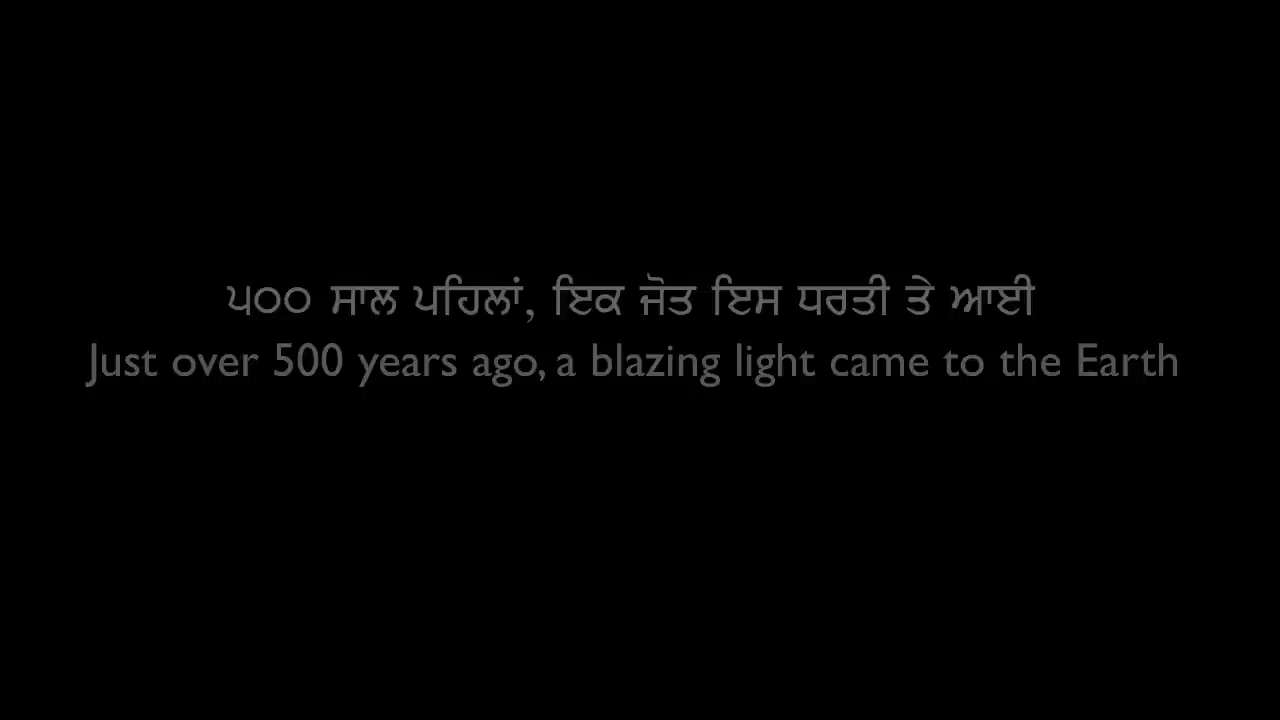 ੫੦੦ ਸਾਲ ਪਹਿਲਾਂ, ਇਕ ਜੋਤ ਇਸ ਧਰਤੀ ਤੇ ਆਈ
Just over 500 years ago, a blazing light came to the Earth